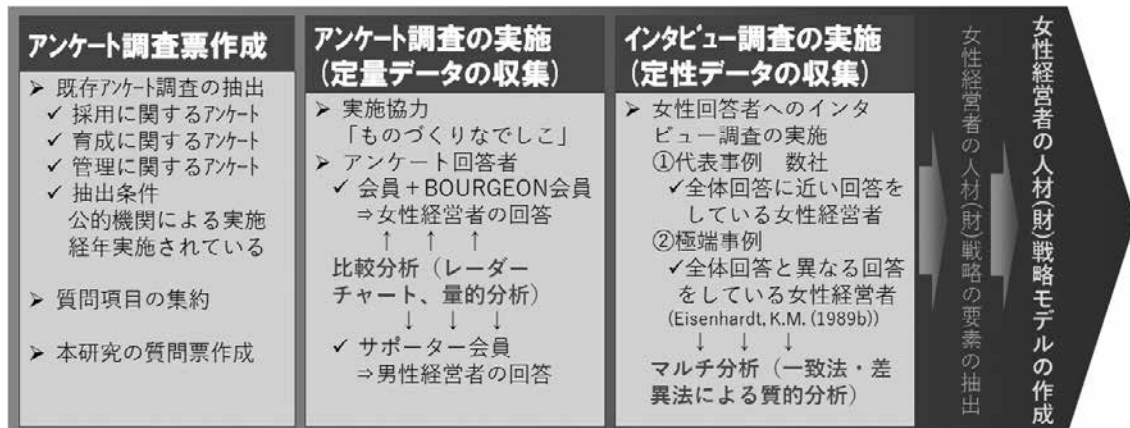 アンケート調査票作成
➤ 既存アンケート調査の抽出
✓ 採用に関するアンケート
✓ 育成に関するアンケート
✓ 管理に関するアンケート
✓ 抽出条件
公的機関による実施
経年実施されている
➤ 質問項目の集約
➤ 本研究の質問票作成
アンケート調査の実施
(定量データの収集)
➤ 実施協力
「ものづくりなでしこ」
➤ アンケート回答者
✓ 会員+BOURGEON会員
⇒女性経営者の回答
↑ ↑ ↑
比較分析(レーダー
チャート、量的分析)
↓ ↓ ↓
✓ サポーター会員
⇒男性経営者の回答
インタビュー調査の実施
(定性データの収集)
➤ 女性回答者へのインタ
ビュー調査の実施
①代表事例 数社
✓全体回答に近い回答を
している女性経営者
②極端事例
✓全体回答と異なる回答
をしている女性経営者
(Eisenhardt, K.M. (1989b))
↓ ↓ ↓
マルチ分析(一致法・差
異法による質的分析)
女性経営者の人材(財)戦略の要素の抽出
女性経営者の人材(財)戦略モデルの作成